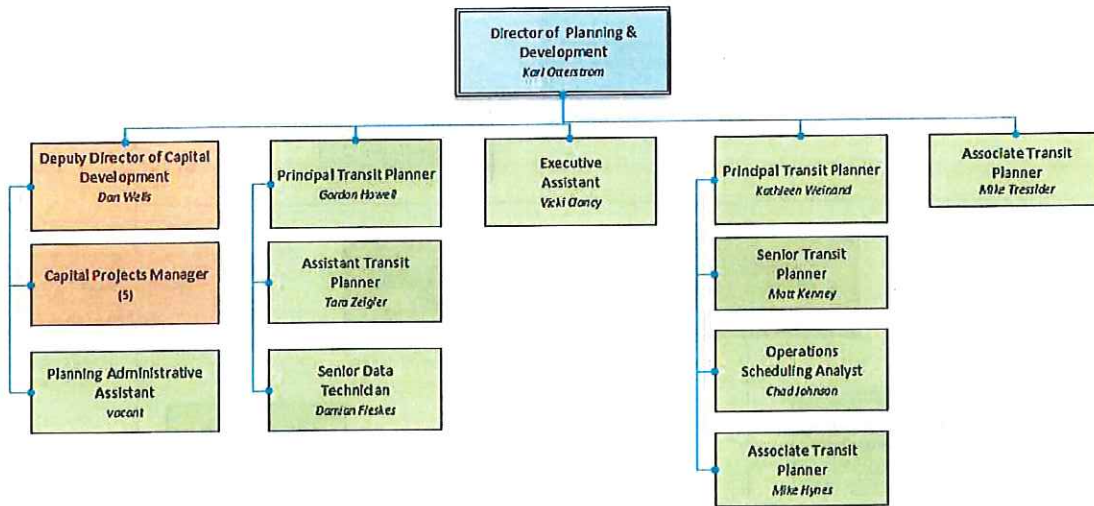 Director of Planning &
Development
Karl Otterstrom
Deputy Director of Capital
Development
Dan Wells
Capital Projects Manager
(5)
Planning Administrative
Assistant
vacant
Principal Transit Planner
Gordon Howell
Assistant Transit
Planner
Tara Zeigler
Senior Data
Technician
Damian Fleskes
Executive
Assistant
Vicki Clancy
Principal Transit Planner
Kathleen Weinand
Senior Transit
Planner
Matt Kenney
Operations
Scheduling Analyst
Chad Johnson
Associate Transit
Planner
Mike Hynes
Associate Transit
Planner
Mike Tressider